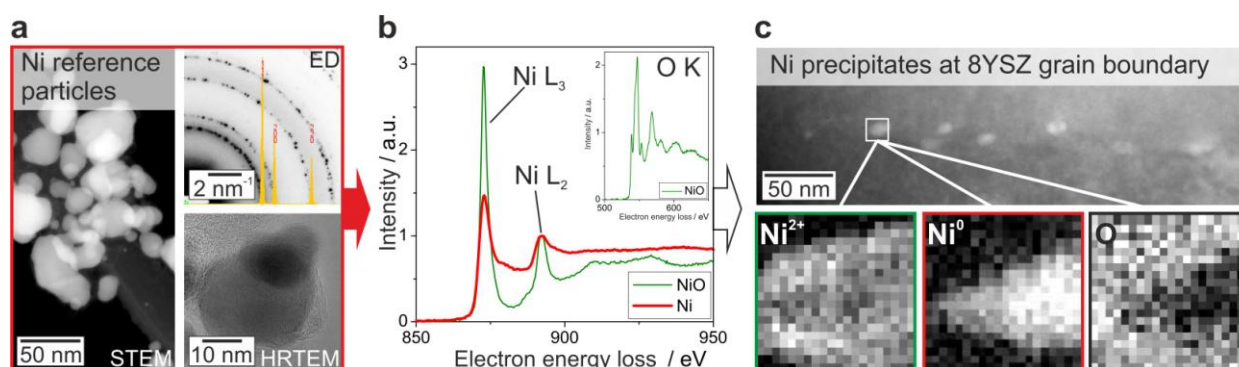 a
Ni reference
particles
ED
2 nm-1
50 nm
STEM
10 nm
HRTEM
b
Intensity / a.u.
3
2
1
0
Ni L3
Ni L2
O K
Intensity / a.u.
2
1
0
500
550
600
Electron energy loss / eV
NiO
NiO
Ni
850
900
950
Electron energy loss / eV
c
Ni precipitates at 8YSZ grain boundary
50 nm
Ni2+
Ni0
O